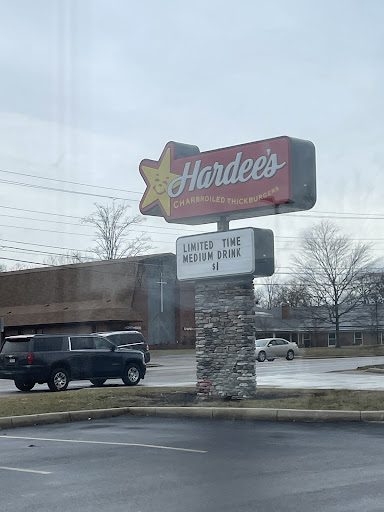 Hardee's
CHARBROILED THICKBURGERS
LIMITED TIME
MEDIUM DRINK
$1